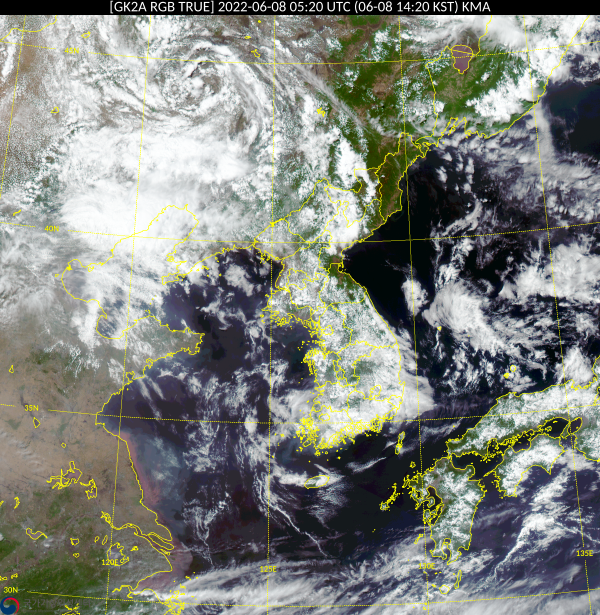 [GK2A RGB TRUE] 2022-06-08 05:20 UTC (06-08 14:20 KST) KMA
40N
35N
120E
125E
130E
135E
30N